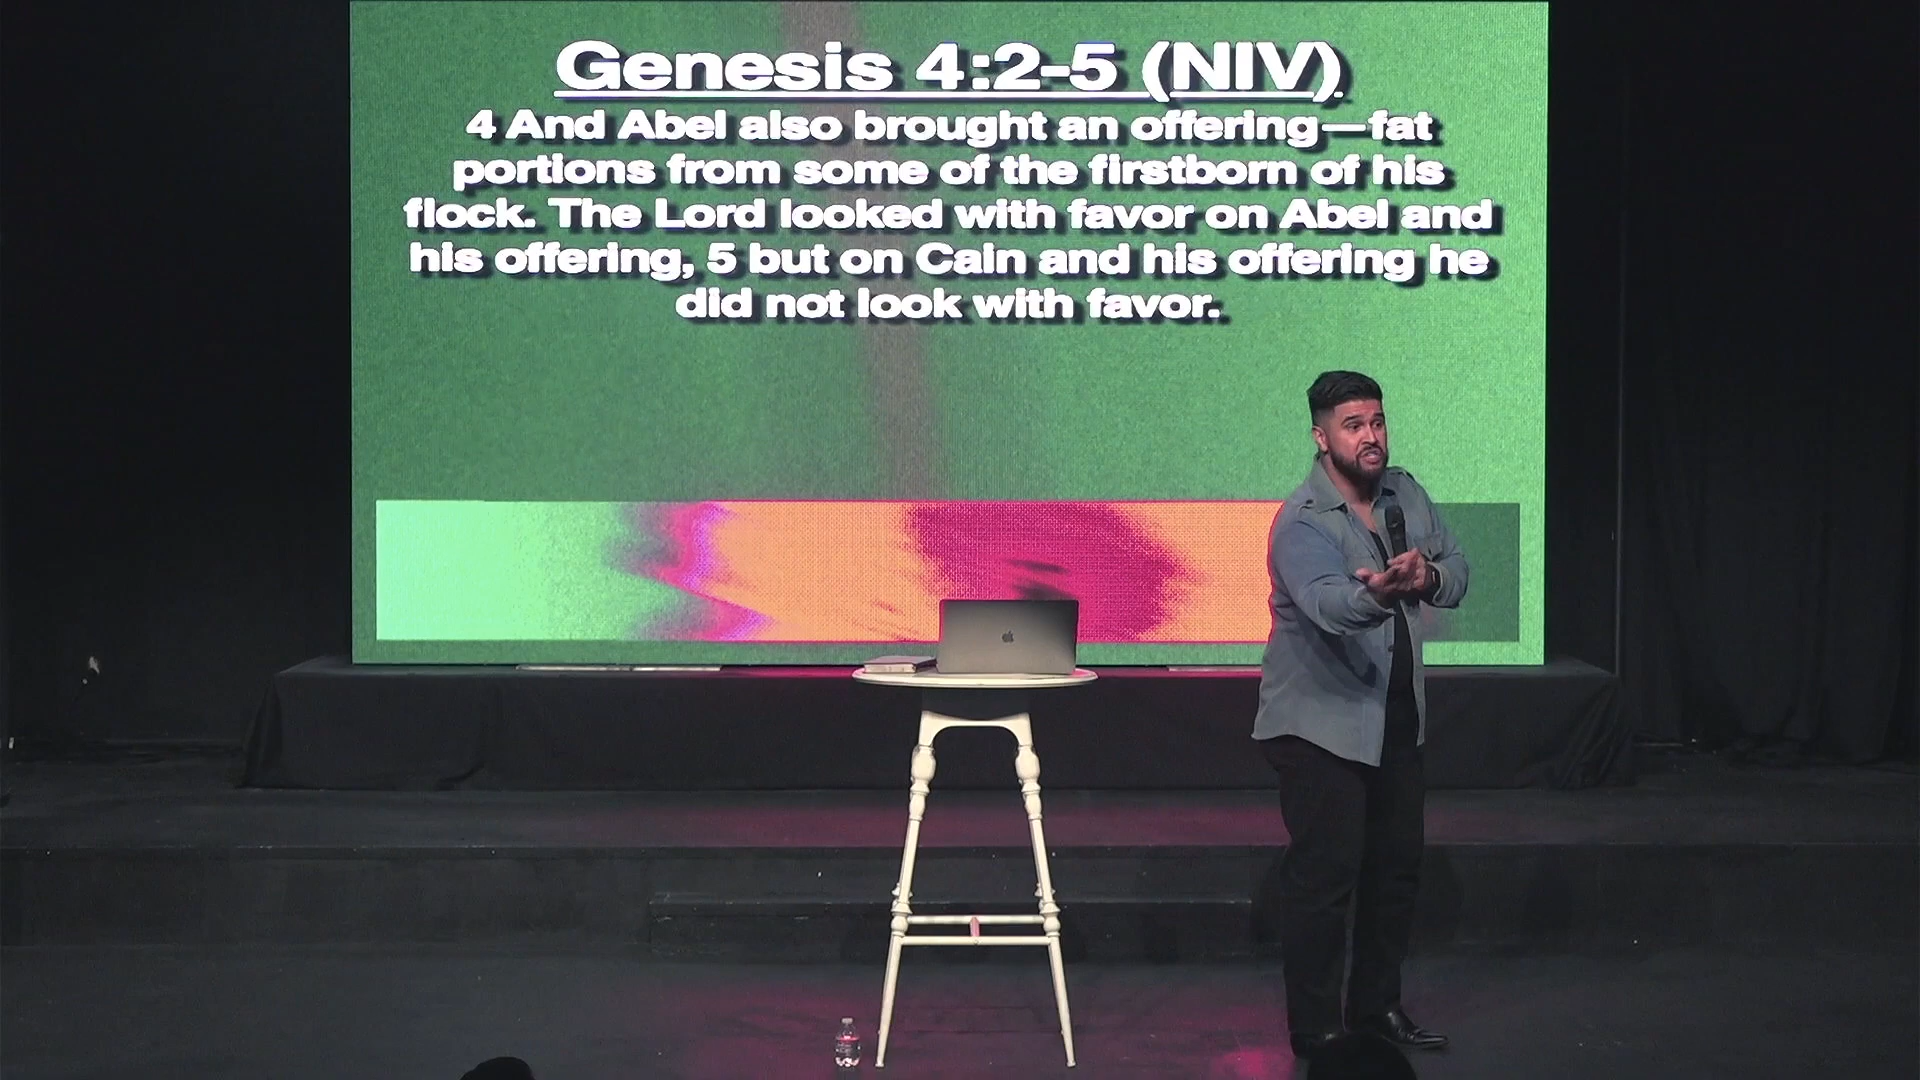 Genesis 4:2-5 (NIV)
4 And Abel also brought an offering—fat
portions from some of the firstborn of his
flock. The Lord looked with favor on Abel and
his offering, 5 but on Cain and his offering he
did not look with favor.